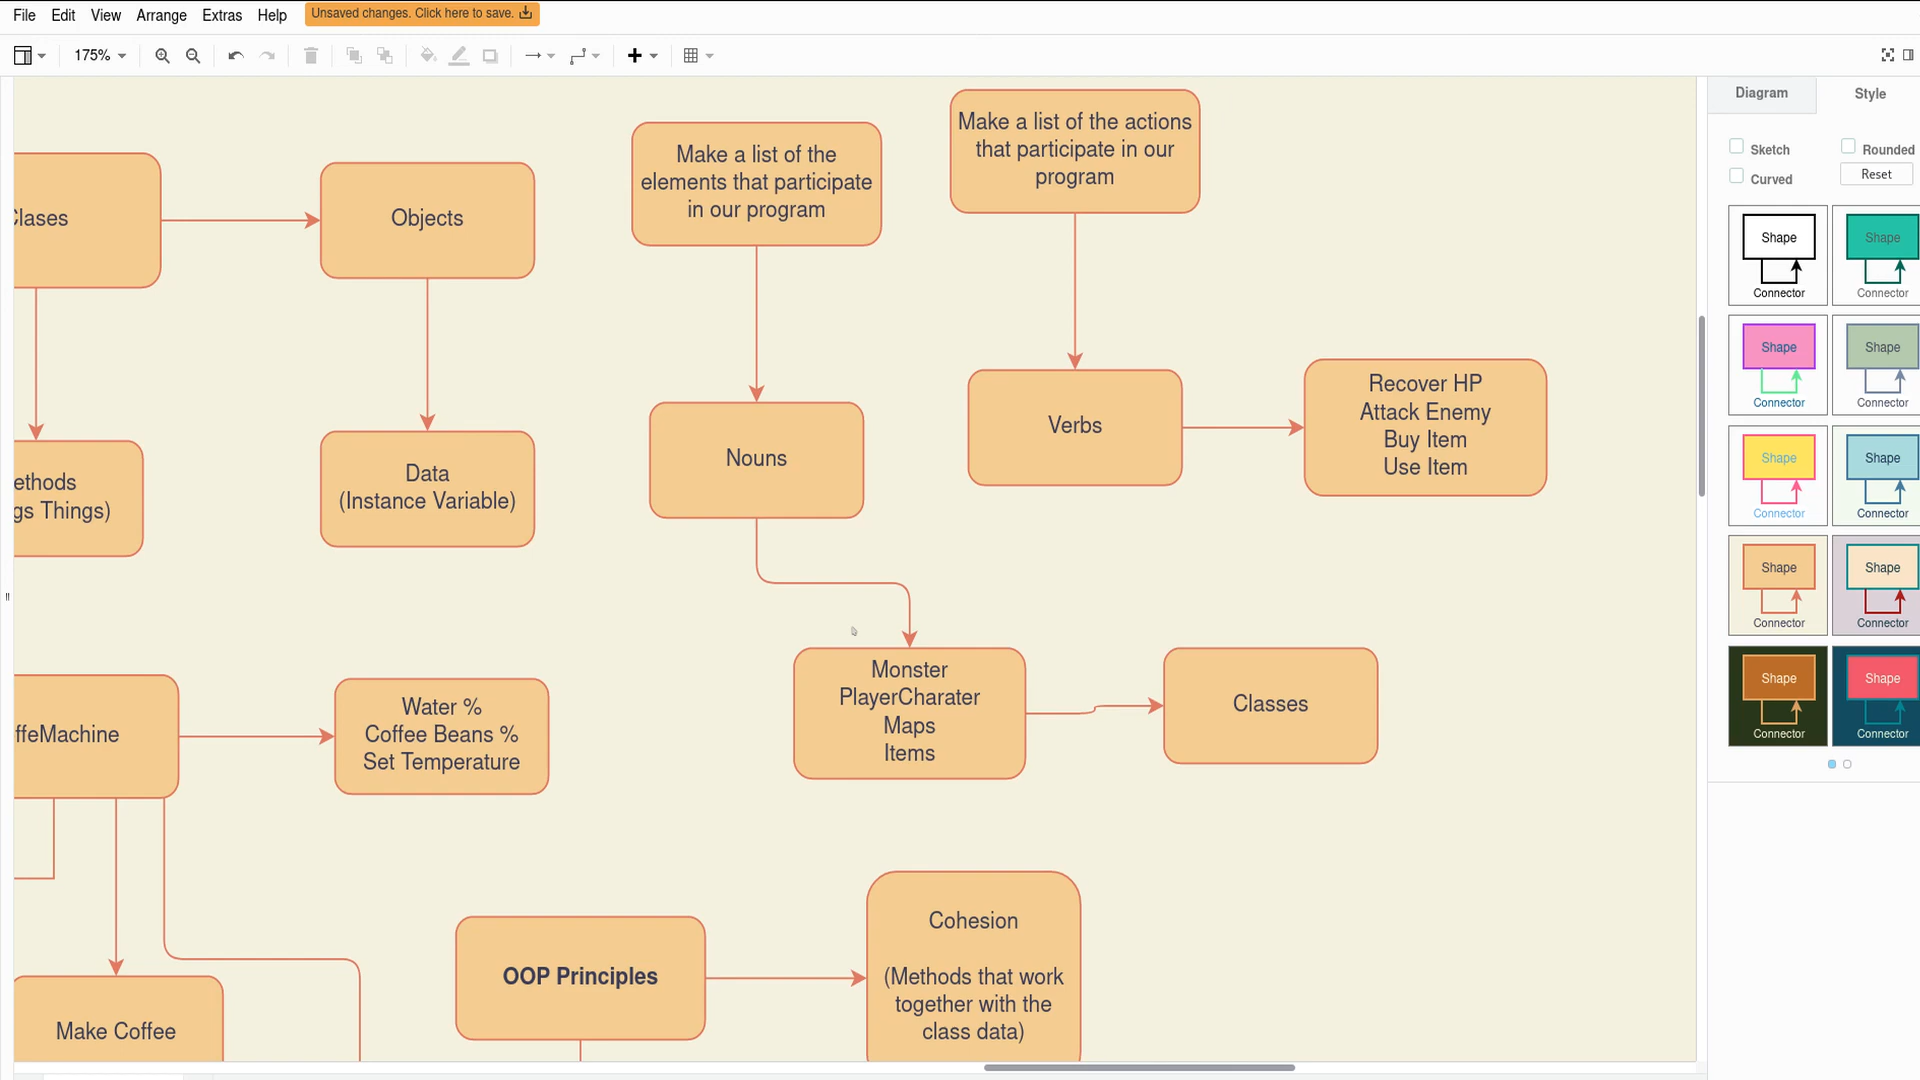 File Edit View Arrange Extras Help
Unsaved changes. Click here to save.
175%
Make a list of the
elements that participate
in our program
Make a list of the actions
that participate in our
program
Clases
Objects
ethods
gs Things)
Data
(Instance Variable)
Nouns
Verbs
Recover HP
Attack Enemy
Buy Item
Use Item
ffeMachine
Water %
Coffee Beans %
Set Temperature
Monster
PlayerCharater
Maps
Items
Classes
OOP Principles
Cohesion
(Methods that work
together with the
class data)
Make Coffee
Diagram Style
Sketch Rounded
Curved Reset
Shape Shape
Connector Connector
Shape Shape
Connector Connector
Shape Shape
Connector Connector
Shape Shape
Connector Connector
Shape Shape
Connector Connector